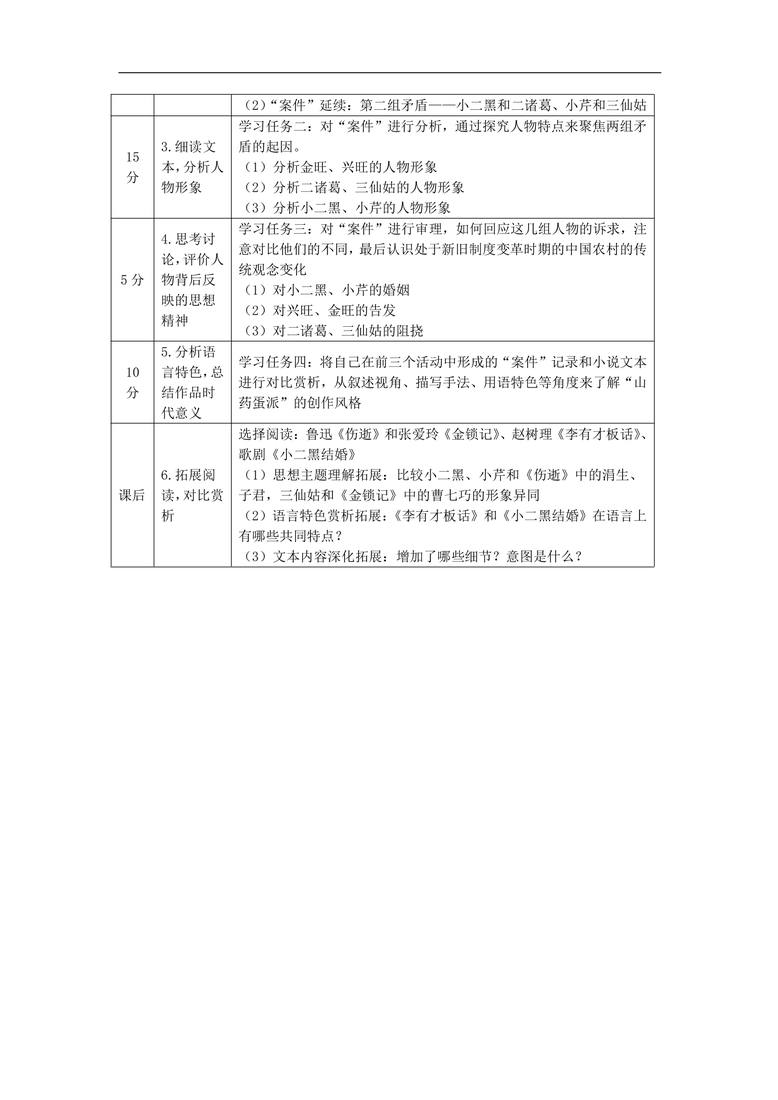 (2)“案件”延续：第二组矛盾——小二黑和二诸葛、小芹和三仙姑
15
分
3.细读文
本，分析人
物形象
学习任务二：对“案件”进行分析，通过探究人物特点来聚焦两组矛
盾的起因。
(1)分析金旺、兴旺的人物形象
(2)分析二诸葛、三仙姑的人物形象
(3)分析小二黑、小芹的人物形象
5 分
4.思考讨
论，评价人
物背后反
映的思想
精神
学习任务三：对“案件”进行审理，如何回应这几组人物的诉求，注
意对比他们的不同，最后认识处于新旧制度变革时期的中国农村的传
统观念变化
(1)对小二黑、小芹的婚姻
(2)对兴旺、金旺的告发
(3)对二诸葛、三仙姑的阻挠
10
分
5.分析语
言特色，总
结作品时
代意义
学习任务四：将自己在前三个活动中形成的“案件”记录和小说文本
进行对比赏析，从叙述视角、描写手法、用语特色等角度来了解“山
药蛋派”的创作风格
课后
6.拓展阅
读，对比赏
析
选择阅读：鲁迅《伤逝》和张爱玲《金锁记》、赵树理《李有才板话》、
歌剧《小二黑结婚》
(1)思想主题理解拓展：比较小二黑、小芹和《伤逝》中的涓生、
子君，三仙姑和《金锁记》中的曹七巧的形象异同
(2)语言特色赏析拓展：《李有才板话》和《小二黑结婚》在语言上
有哪些共同特点？
(3)文本内容深化拓展：增加了哪些细节？意图是什么？